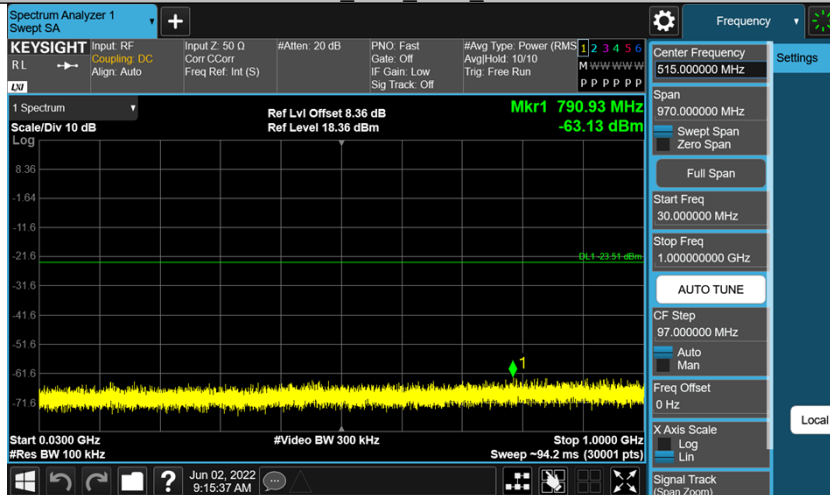 Spectrum Analyzer 1
Swept SA
Frequency
KEYSIGHT
RL
LXI
Input: RF
Coupling: DC
Align: Auto
Input Z: 50 Ω
Corr CCorr
Freq Ref: Int (S)
#Atten: 20 dB
PNO: Fast
Gate: Off
IF Gain: Low
Sig Track: Off
#Avg Type: Power (RMS
Avg|Hold: 10/10
Trig: Free Run
1 2 3 4 5 6
M W W W W W
P P P P P P
1 Spectrum
Scale/Div 10 dB
Log
Ref Lvl Offset 8.36 dB
Ref Level 18.36 dBm
Mkr1 790.93 MHz
-63.13 dBm
8.36
-1.64
-11.6
-21.6
-31.6
-41.6
-51.6
-61.6
-71.6
DL1 -23.51 dBm
1
Start 0.0300 GHz
#Res BW 100 kHz
#Video BW 300 kHz
Stop 1.0000 GHz
Sweep ~94.2 ms (30001 pts)
Jun 02, 2022
9:15:37 AM
Center Frequency
515.000000 MHz
Span
970.000000 MHz
Swept Span
Zero Span
Full Span
Start Freq
30.000000 MHz
Stop Freq
1.000000000 GHz
AUTO TUNE
CF Step
97.000000 MHz
Auto
Man
Freq Offset
0 Hz
X Axis Scale
Log
Lin
Signal Track
(Span Zoom)
Settings
Local